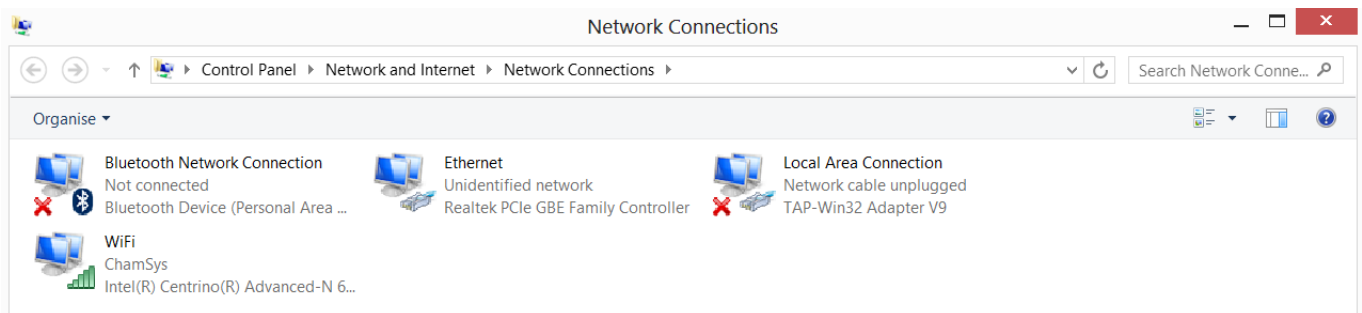 Network Connections
Control Panel Network and Internet Network Connections
Search Network Conne...
Organise
Bluetooth Network Connection
Not connected
Bluetooth Device (Personal Area ...
Ethernet
Unidentified network
Realtek PCIe GBE Family Controller
Local Area Connection
Network cable unplugged
TAP-Win32 Adapter V9
WiFi
ChamSys
Intel(R) Centrino(R) Advanced-N 6...